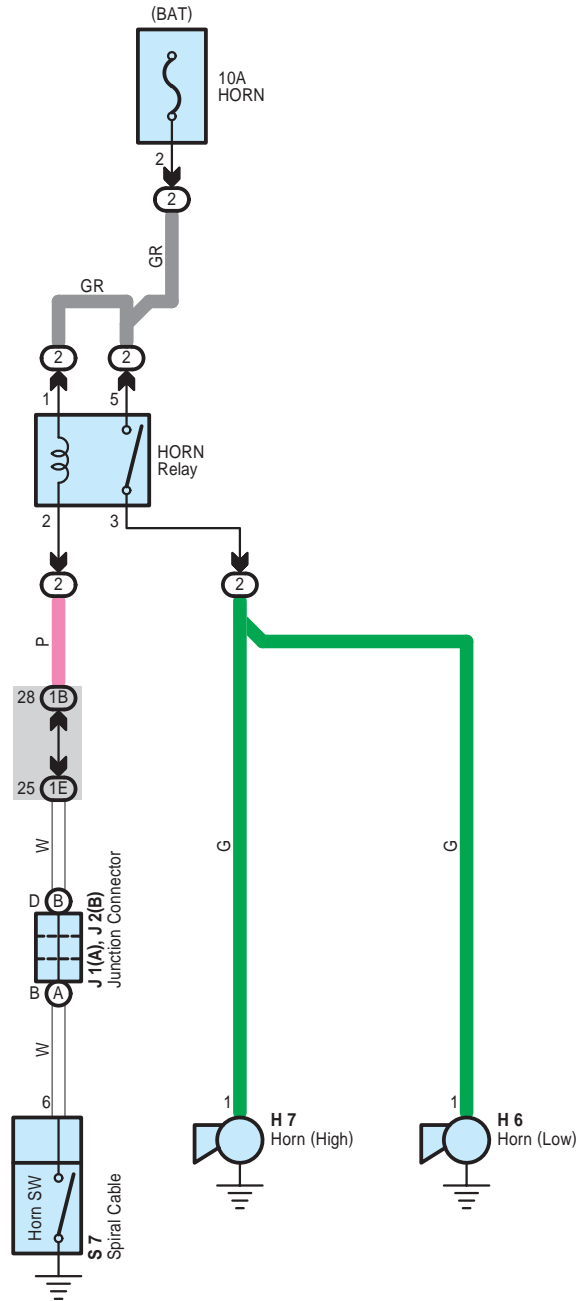 (BAT)
10A
HORN
2
2
GR
GR
2
2
1
5
HORN
Relay
2
3
2
2
P
28
1B
25
1E
W
G
G
D
B
J 1(A), J 2(B)
Junction Connector
B
A
W
6
1
H 7
Horn (High)
1
H 6
Horn (Low)
Horn SW
S 7
Spiral Cable